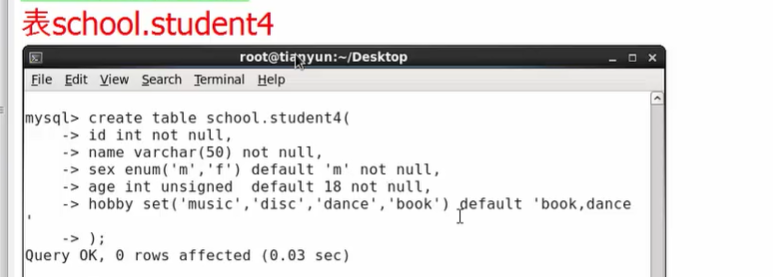 表school.student4
root@tianyun:~/Desktop
File Edit View Search Terminal Help
mysql> create table school.student4(
    -> id int not null,
    -> name varchar(50) not null,
    -> sex enum('m','f') default 'm' not null,
    -> age int unsigned  default 18 not null,
    -> hobby set('music','disc','dance','book') default 'book,dance
'
    -> );
Query OK, 0 rows affected (0.03 sec)